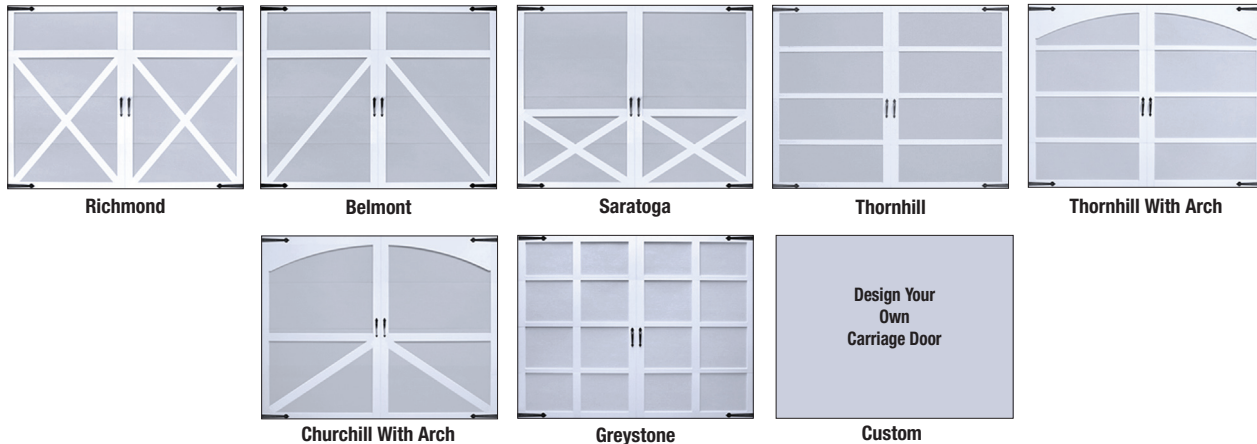 Richmond
Belmont
Saratoga
Thornhill
Thornhill With Arch
Design Your
Own
Carriage Door
Churchill With Arch
Greystone
Custom